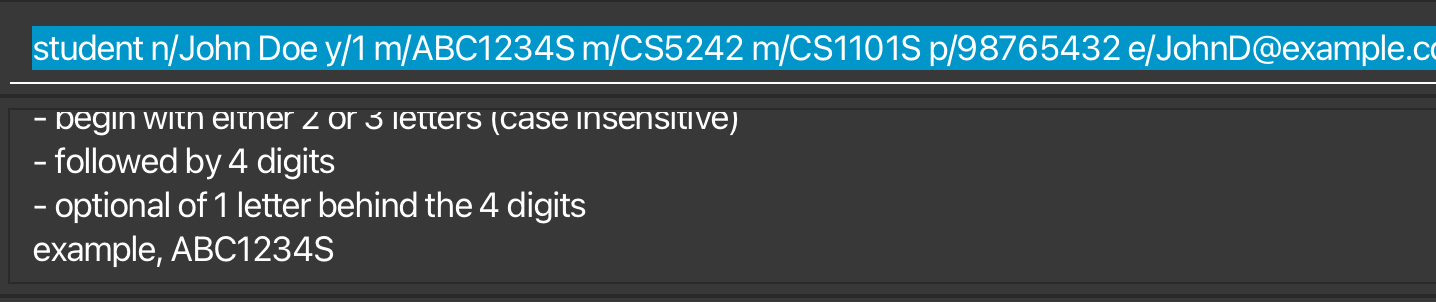 student n/John Doe y/1 m/ABC1234S m/CS5242 m/CS1101S p/98765432 e/JohnD@example.co
- begin with either 2 or 3 letters (case insensitive)
- followed by 4 digits
- optional of 1 letter behind the 4 digits
example, ABC1234S